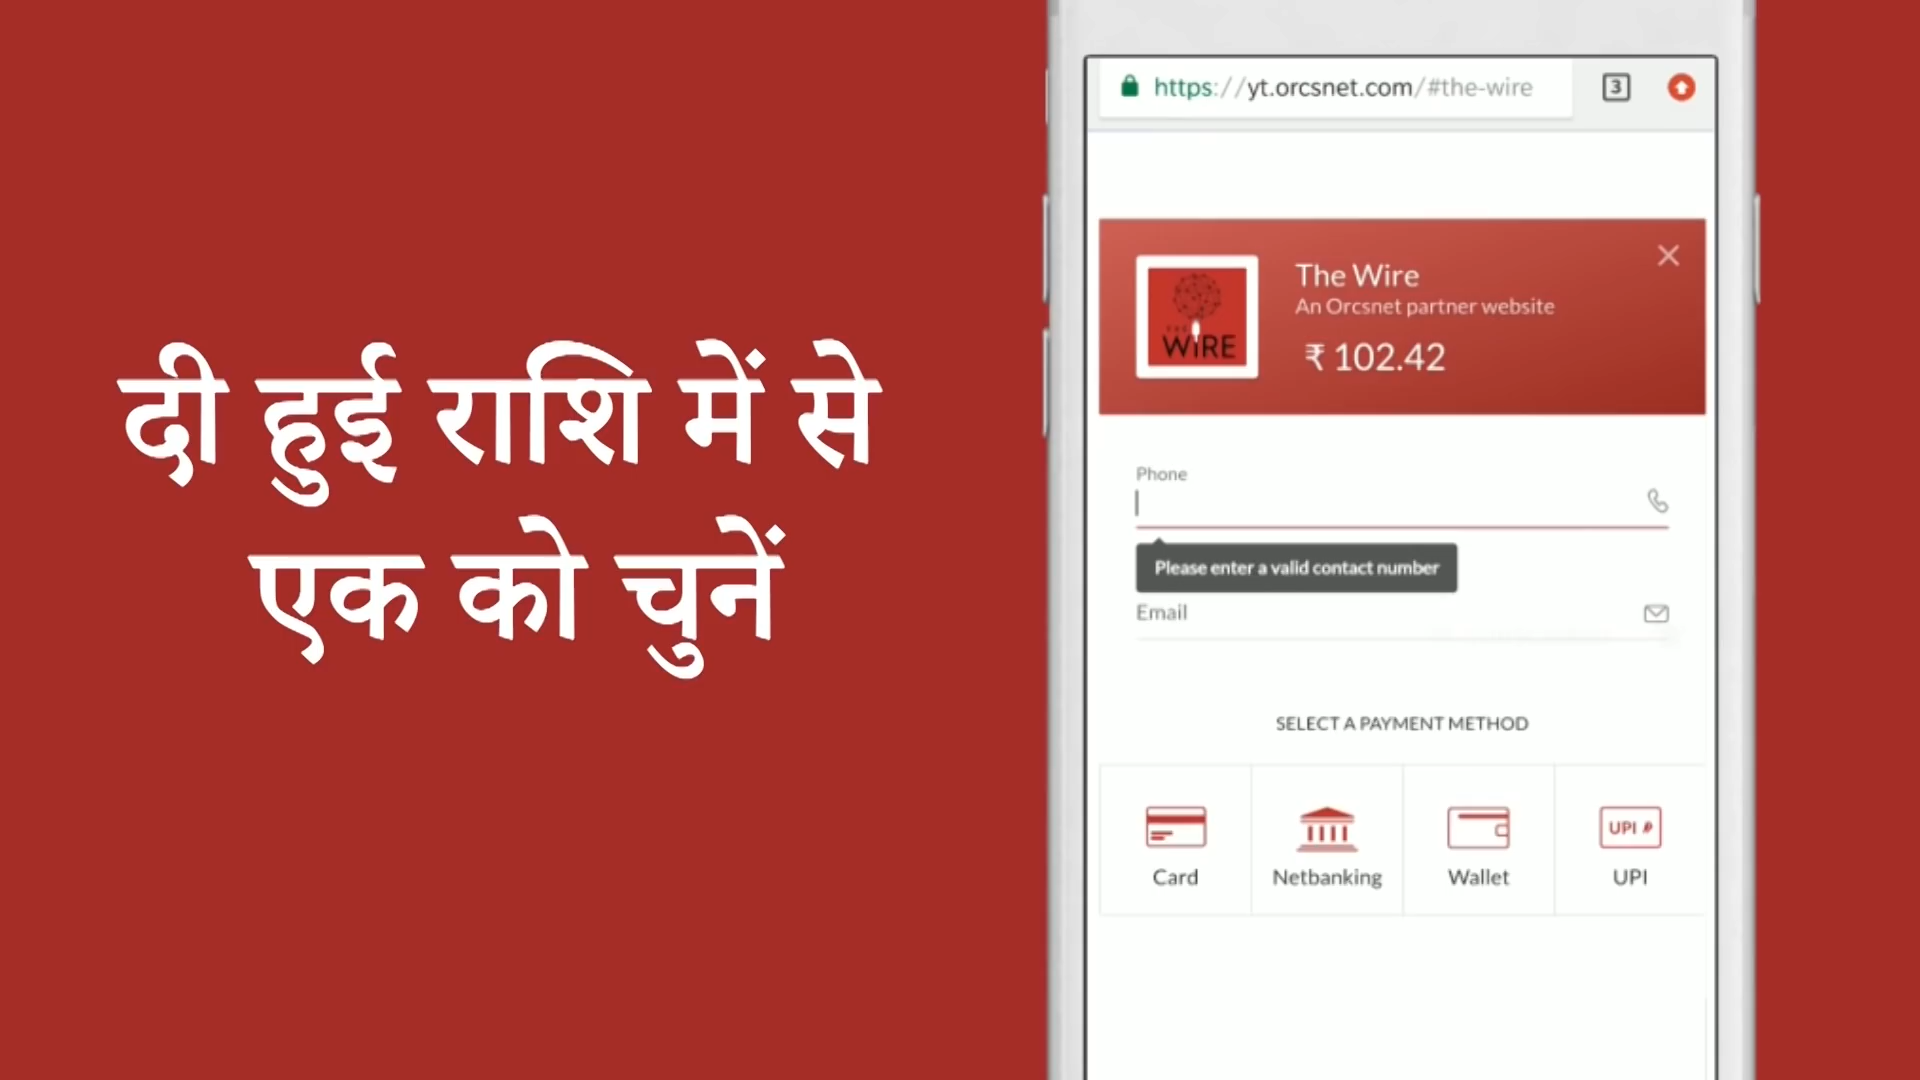 दी हुई राशि में से
एक को चुनें
https://yt.orcsnet.com/#the-wire
3
The Wire
An Orcsnet partner website
₹ 102.42
THE
WIRE
Phone
Please enter a valid contact number
Email
SELECT A PAYMENT METHOD
UPI
Card
Netbanking
Wallet
UPI